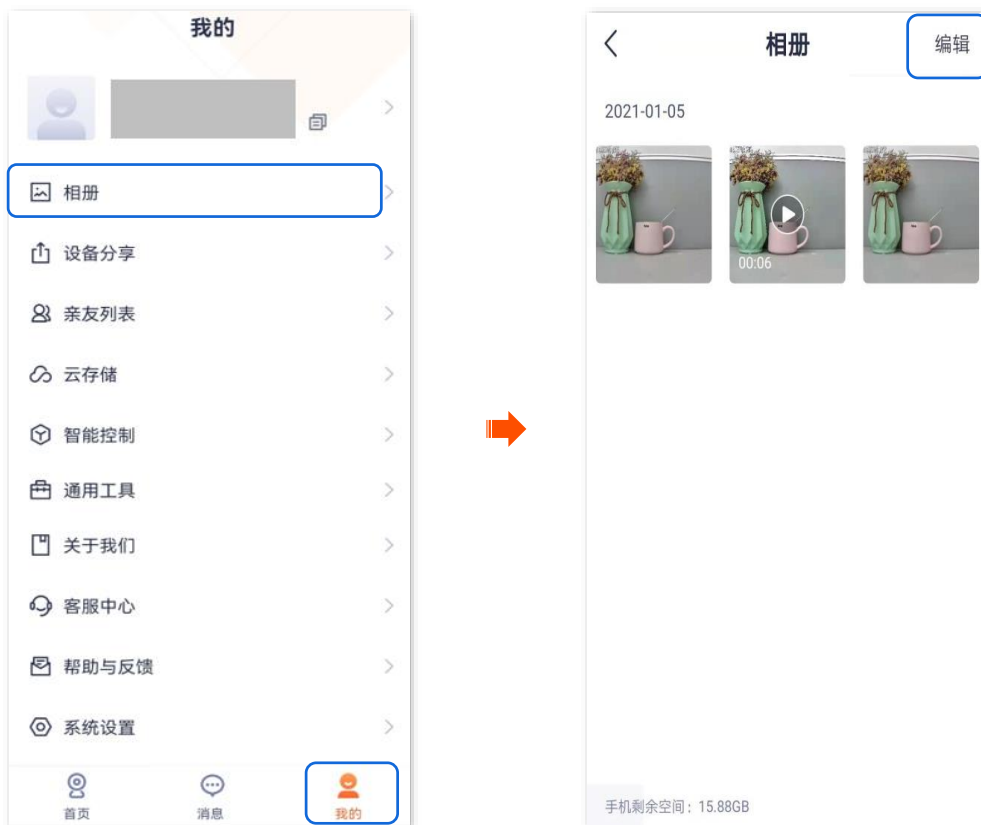 我的
相册
设备分享
亲友列表
云存储
智能控制
通用工具
关于我们
客服中心
帮助与反馈
系统设置
首页
消息
我的
相册
编辑
2021-01-05
00:06
手机剩余空间：15.88GB